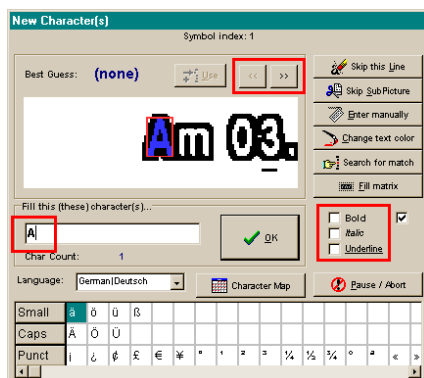 New Character(s)
Symbol index: 1
Best Guess: (none) Use << >>
Am 03.
Skip this Line
Skip SubPicture
Enter manually
Change text color
Search for match
Fill matrix
Fill this (these) character(s)...
A
OK
Char Count: 1
Bold
Italic
Underline
Language: German|Deutsch Character Map Pause / Abort
Small ä ö ü ß
Caps Ä Ö Ü
Punct ¡ ¿ ¢ £ € ¥ º ¹ ² ³ ¼ ½ ¾ ° ª « »